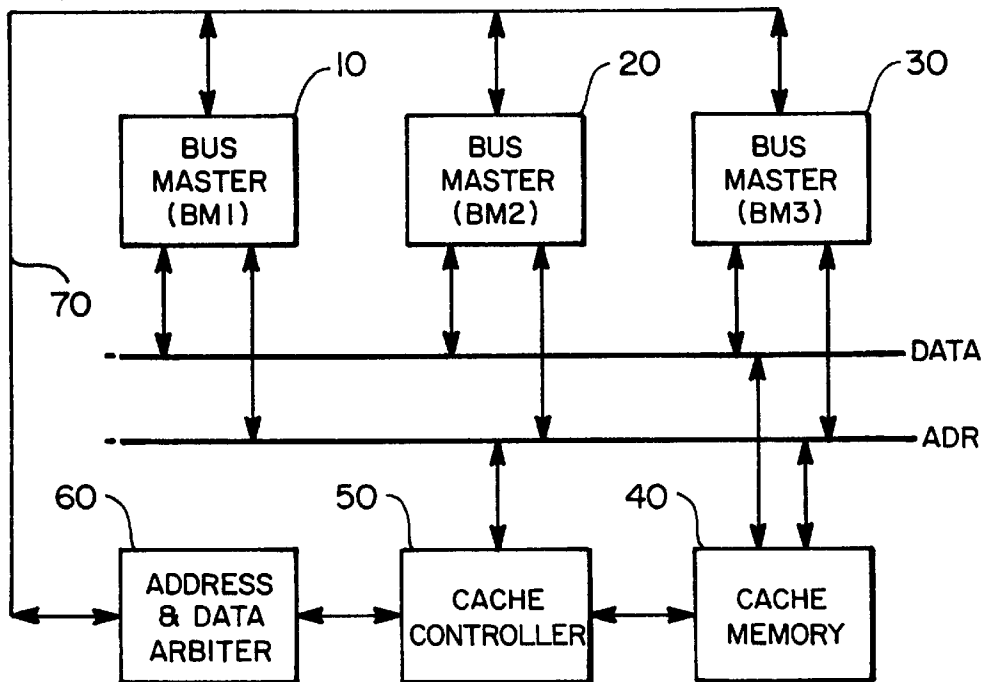 10
20
30
BUS
MASTER
(BM1)
BUS
MASTER
(BM2)
BUS
MASTER
(BM3)
70
DATA
ADR
60
50
40
ADDRESS
& DATA
ARBITER
CACHE
CONTROLLER
CACHE
MEMORY